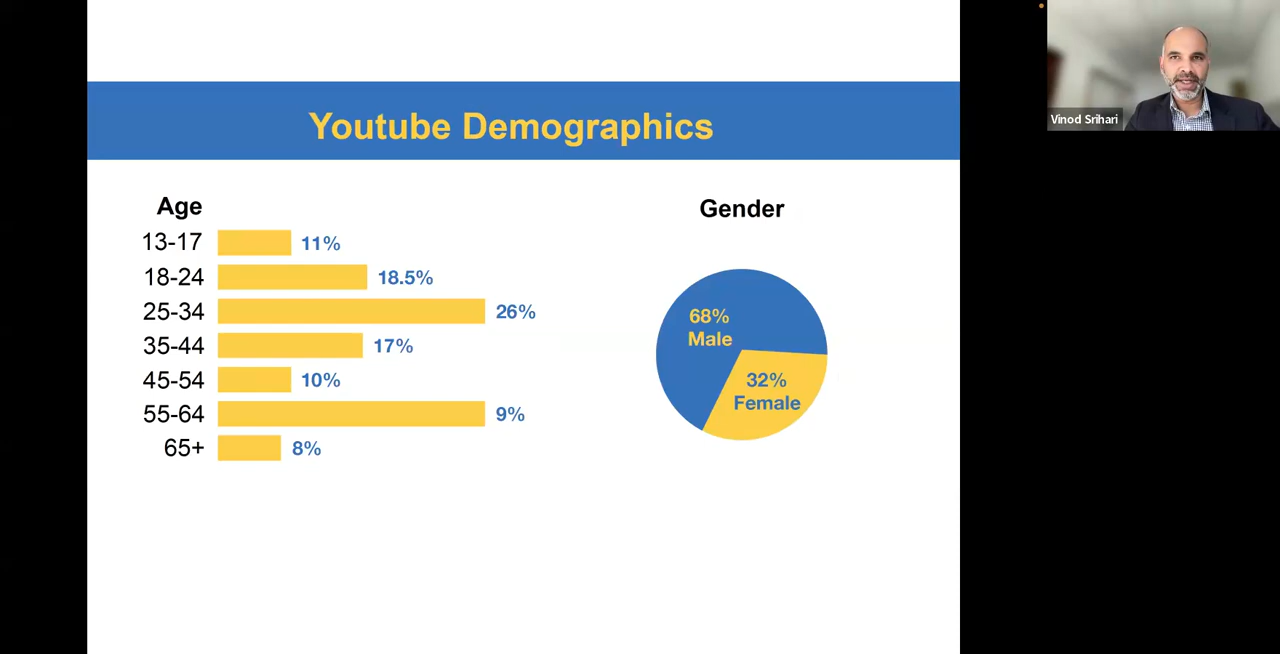 Youtube Demographics
Age
13-17 11%
18-24 18.5%
25-34 26%
35-44 17%
45-54 10%
55-64 9%
65+ 8%
Gender
68%
Male
32%
Female
Vinod Srihari